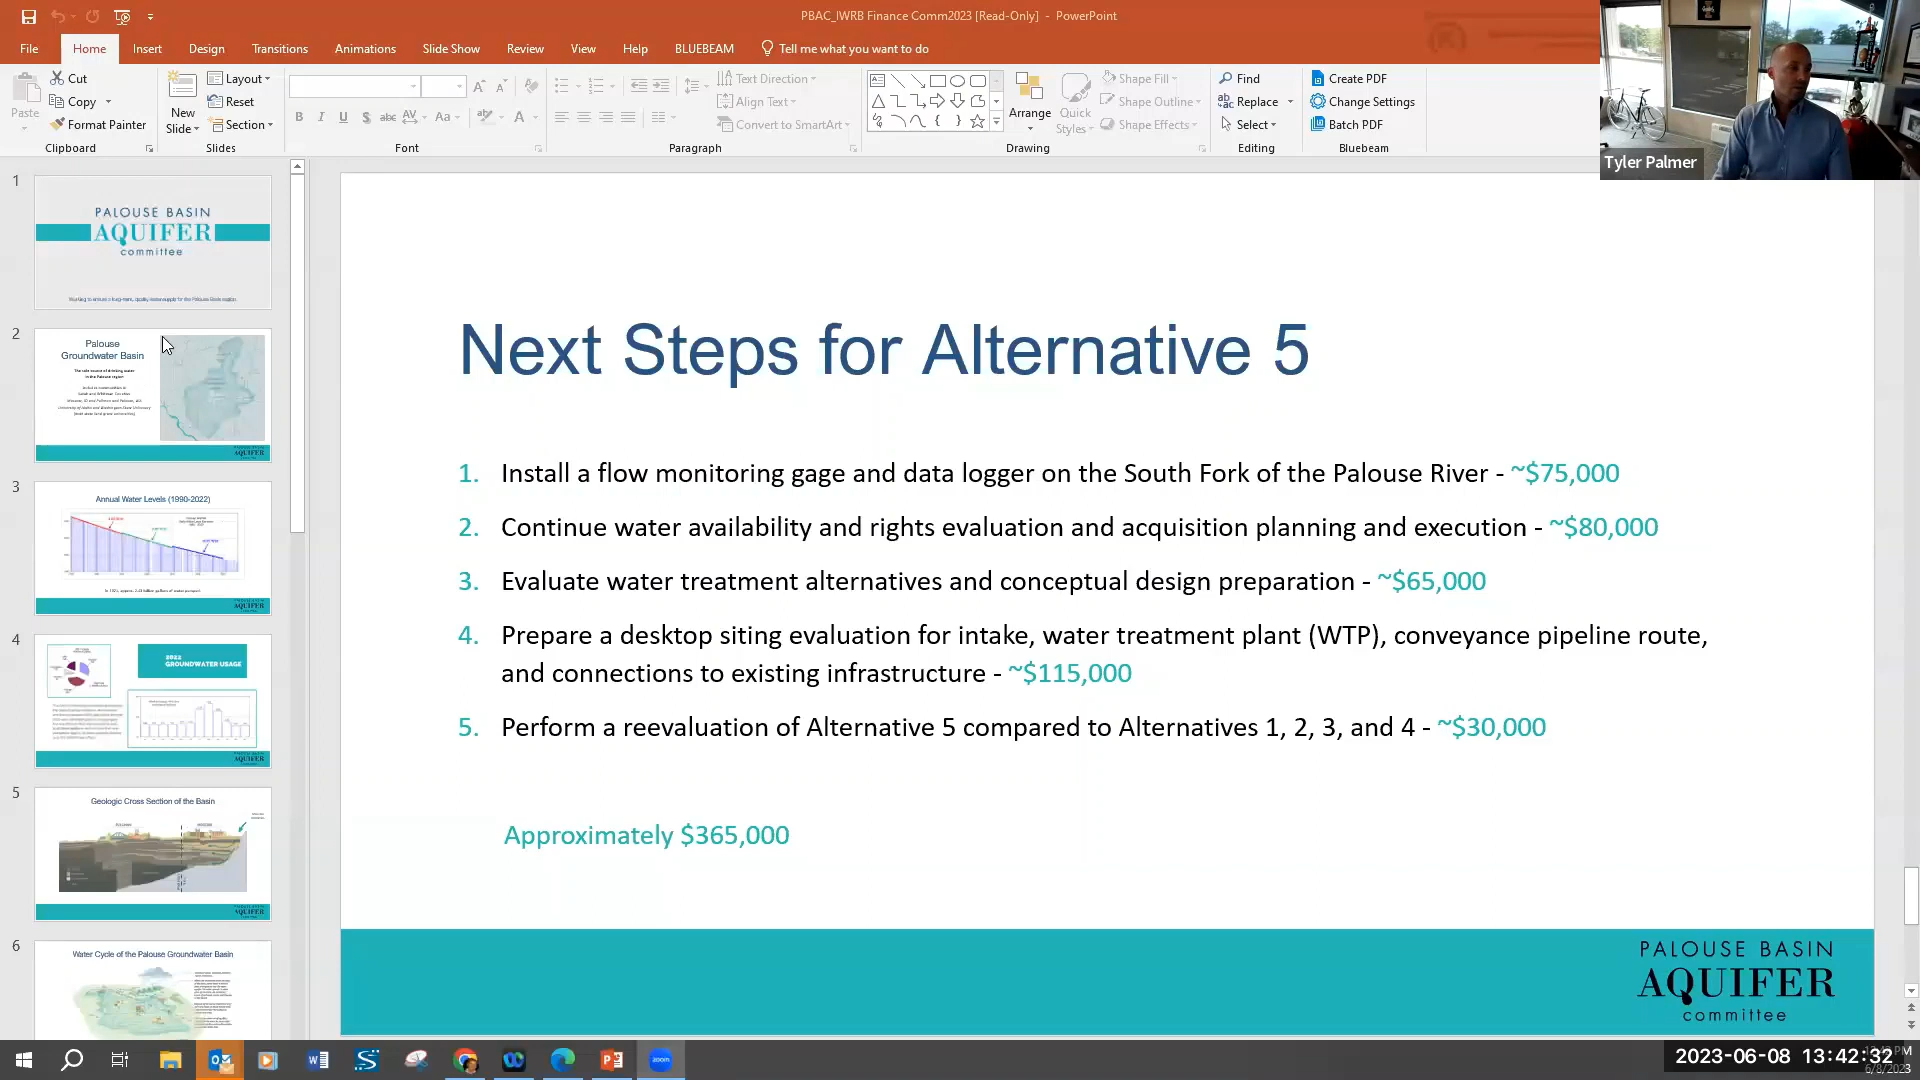 PBAC_IWRB Finance Comm2023 [Read-Only] - PowerPoint
File Home Insert Design Transitions Animations Slide Show Review View Help BLUEBEAM Tell me what you want to do
Paste
Cut
Copy
Format Painter
Clipboard
New Slide
Layout
Reset
Section
Slides
Font
Text Direction
Align Text
Convert to SmartArt
Paragraph
Arrange
Quick Styles
Shape Fill
Shape Outline
Shape Effects
Drawing
Find
Replace
Select
Editing
Create PDF
Change Settings
Batch PDF
Bluebeam
Tyler Palmer
1
PALOUSE BASIN
AQUIFER
committee
2
Palouse
Groundwater Basin
3
Annual Water Levels (1990-2022)
4
2022
GROUNDWATER USAGE
5
Geologic Cross Section of the Basin
6
Water Cycle of the Palouse Groundwater Basin
Next Steps for Alternative 5
1. Install a flow monitoring gage and data logger on the South Fork of the Palouse River - ~$75,000
2. Continue water availability and rights evaluation and acquisition planning and execution - ~$80,000
3. Evaluate water treatment alternatives and conceptual design preparation - ~$65,000
4. Prepare a desktop siting evaluation for intake, water treatment plant (WTP), conveyance pipeline route,
and connections to existing infrastructure - ~$115,000
5. Perform a reevaluation of Alternative 5 compared to Alternatives 1, 2, 3, and 4 - ~$30,000
Approximately $365,000
PALOUSE BASIN
AQUIFER
committee
2023-06-08 13:42:32